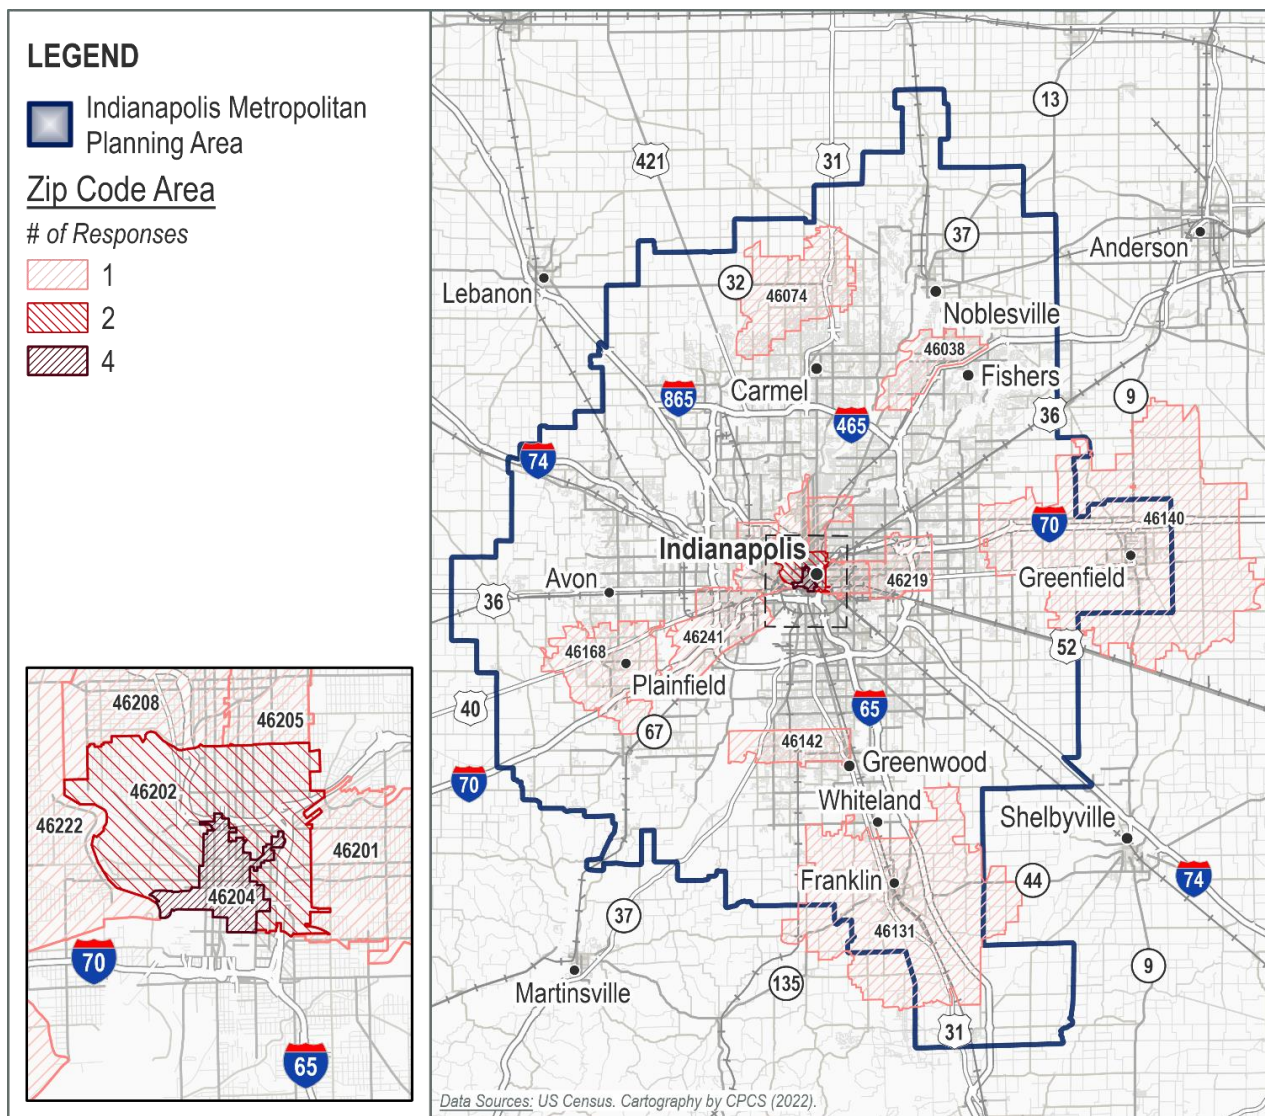 LEGEND
Indianapolis Metropolitan
Planning Area
Zip Code Area
# of Responses
1
2
4
13
421
31
37
Anderson
Lebanon
32
46074
Noblesville
46038
Carmel
Fishers
865
465
9
36
74
70
46140
Indianapolis
Avon
36
46219
Greenfield
46241
46168
52
Plainfield
40
65
67
46142
Greenwood
70
Whiteland
Shelbyville
Franklin
44
74
37
46131
9
135
Martinsville
31
46208
46205
46202
46222
46201
46204
70
65
Data Sources: US Census. Cartography by CPCS (2022).